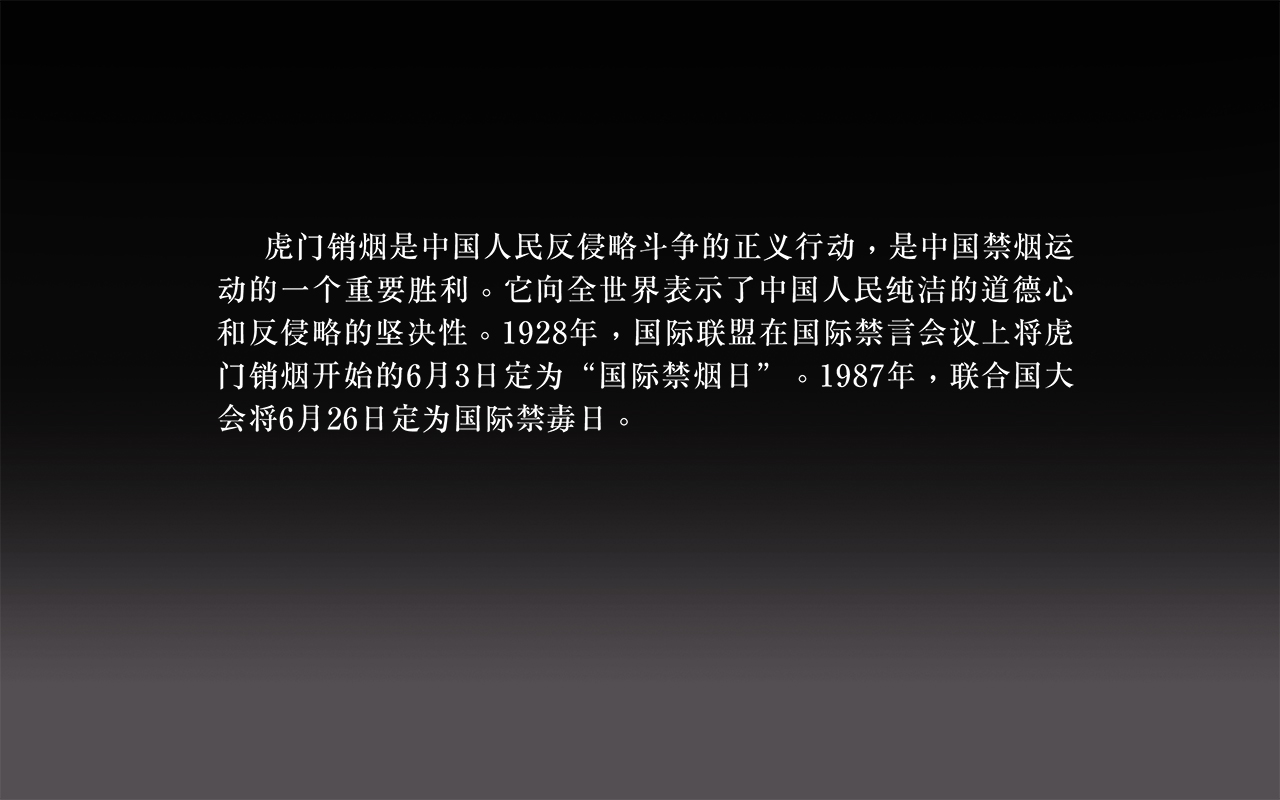 虎门销烟是中国人民反侵略斗争的正义行动，是中国禁烟运
动的一个重要胜利。它向全世界表示了中国人民纯洁的道德心
和反侵略的坚决性。1928年，国际联盟在国际禁言会议上将虎
门销烟开始的6月3日定为“国际禁烟日”。1987年，联合国大
会将6月26日定为国际禁毒日。